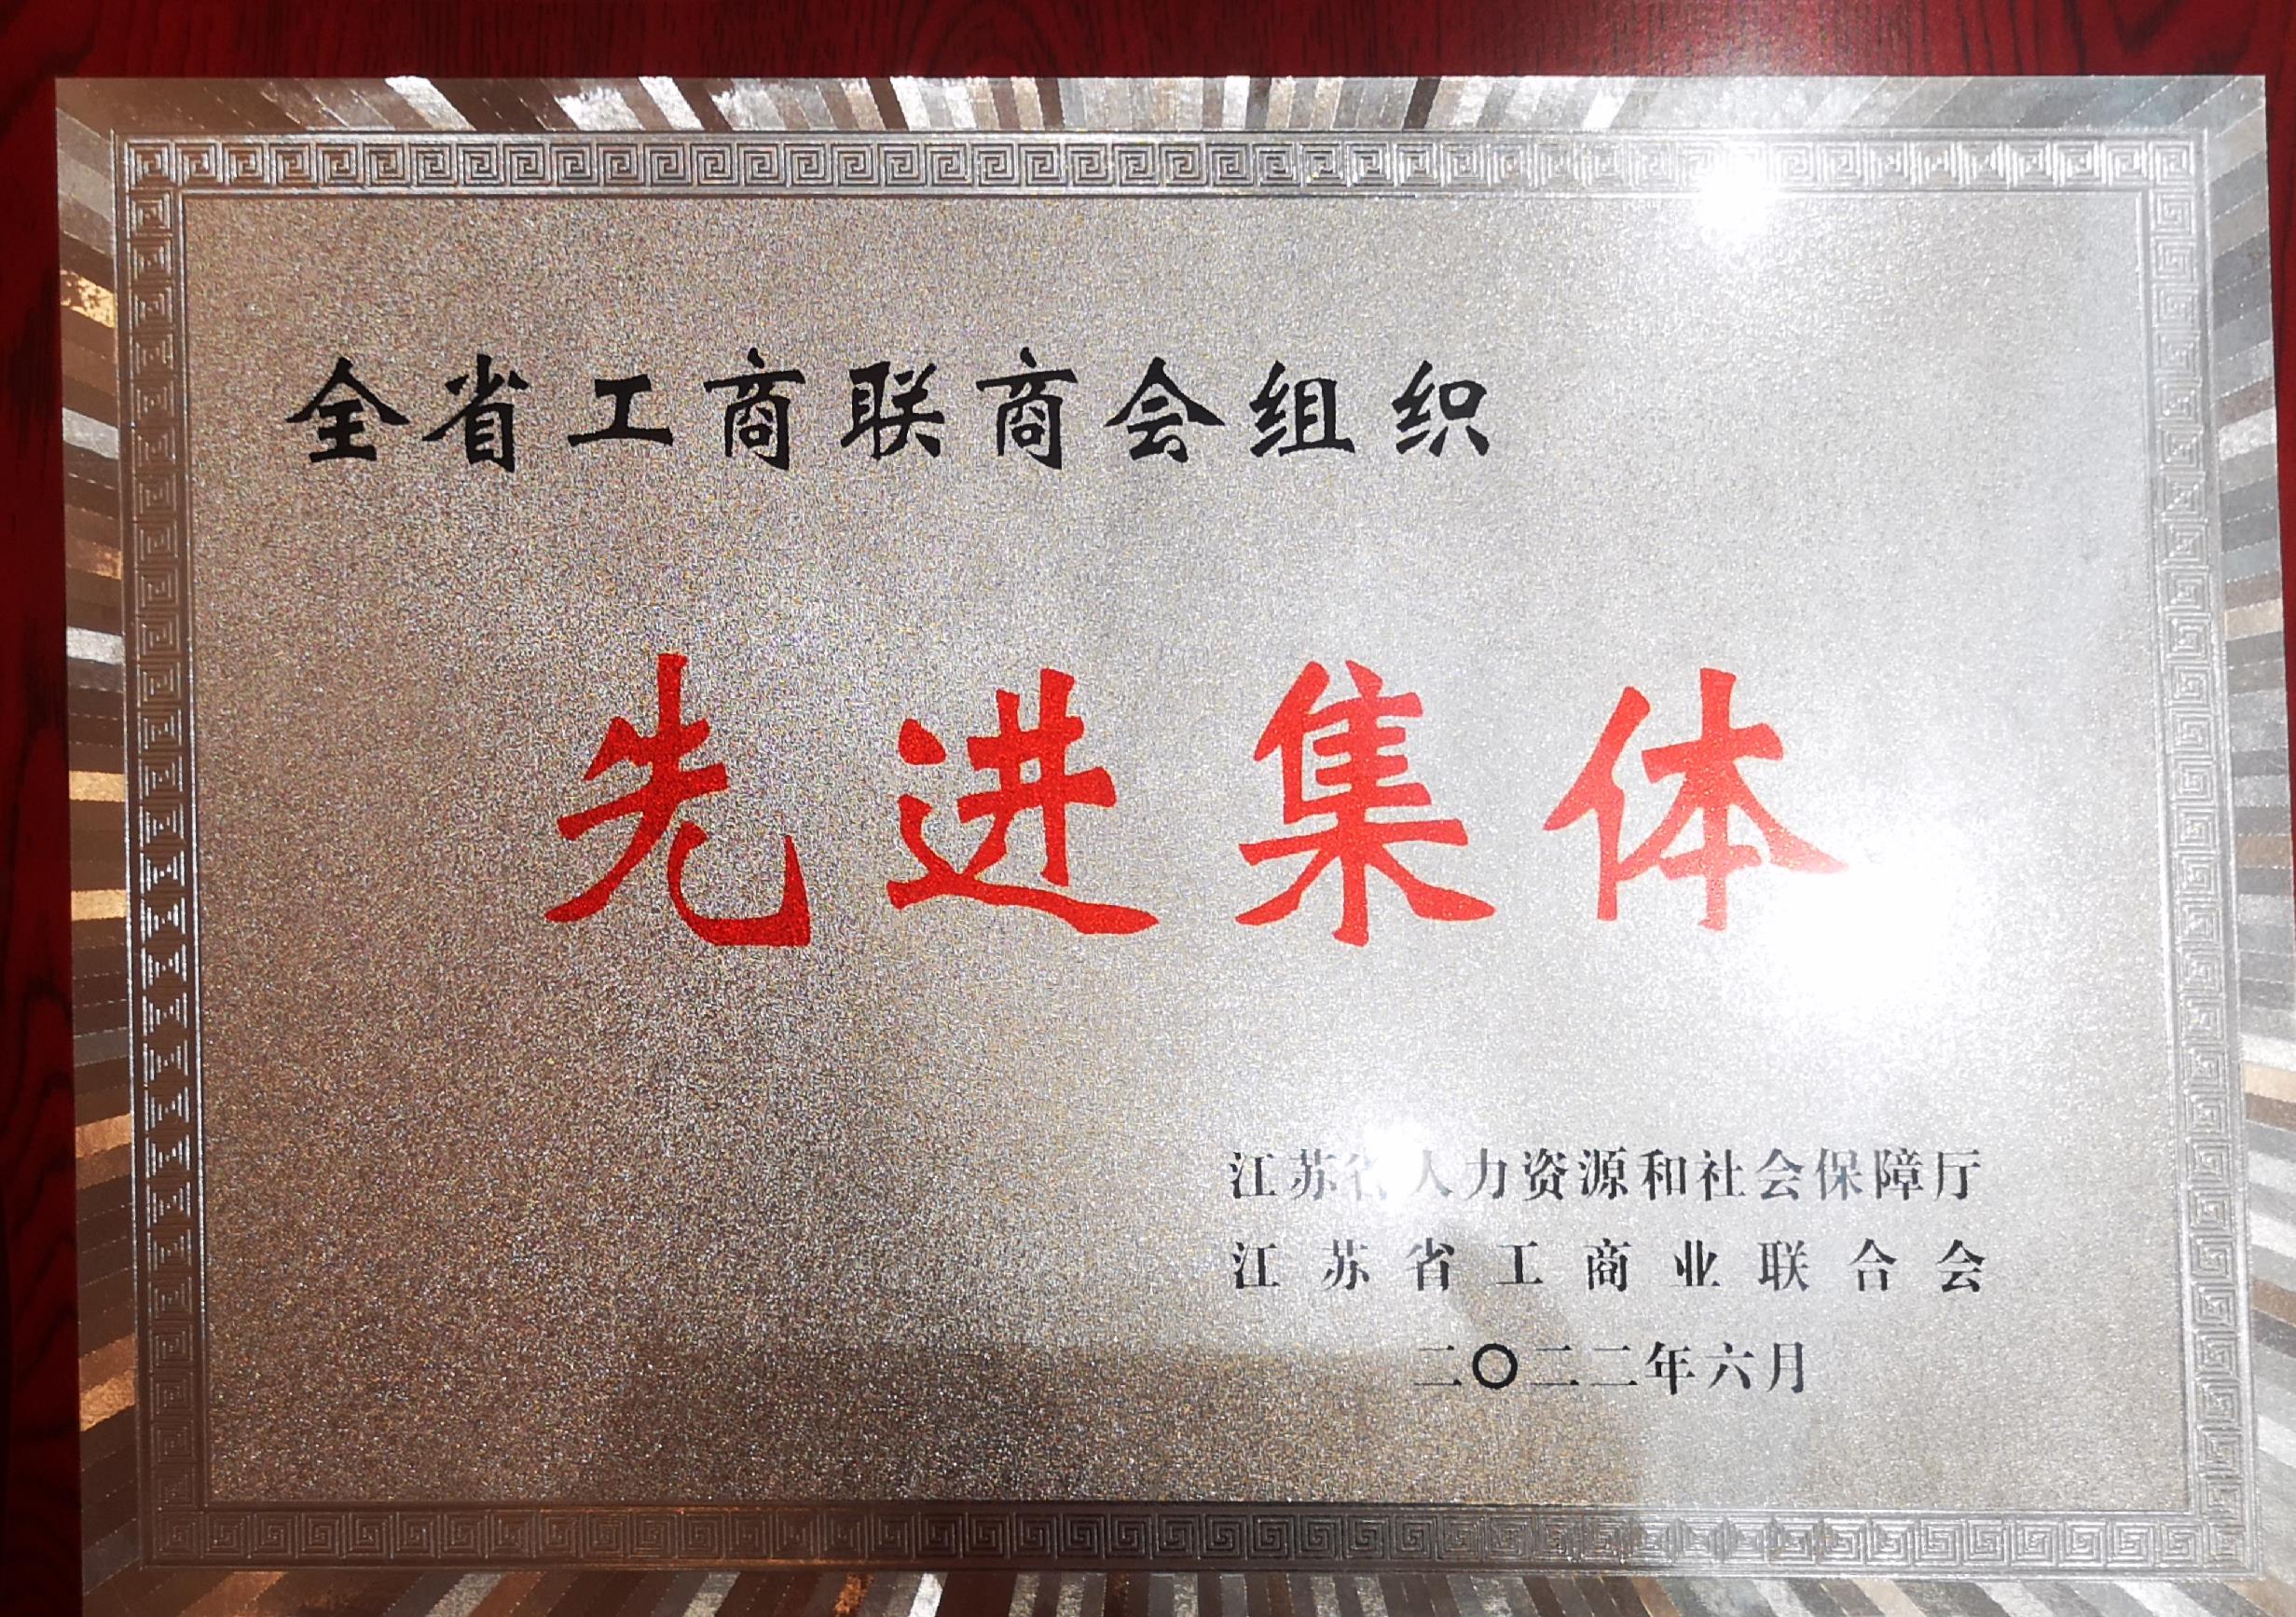 全省工商联商会组织
先进集体
江苏省人力资源和社会保障厅
江苏省工商业联合会
二〇二二年六月